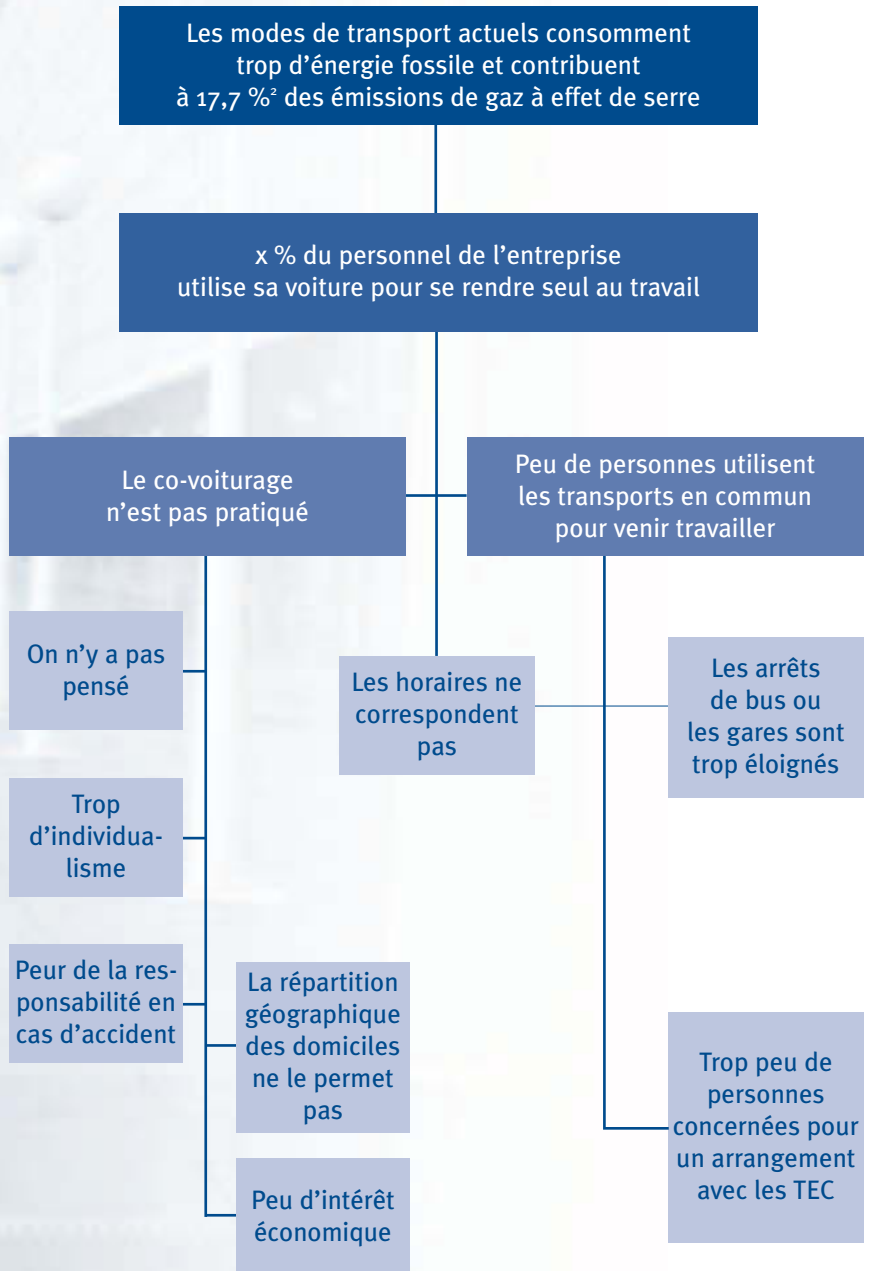 Les modes de transport actuels consomment
trop d’énergie fossile et contribuent
à 17,7 %² des émissions de gaz à effet de serre
x % du personnel de l’entreprise
utilise sa voiture pour se rendre seul au travail
Le co-voiturage
n’est pas pratiqué
Peu de personnes utilisent
les transports en commun
pour venir travailler
On n’y a pas
pensé
Les horaires ne
correspondent
pas
Les arrêts
de bus ou
les gares sont
trop éloignés
Trop
d’individua-
lisme
Peur de la res-
ponsabilité en
cas d’accident
La répartition
géographique
des domiciles
ne le permet
pas
Trop peu de
personnes
concernées pour
un arrangement
avec les TEC
Peu d’intérêt
économique